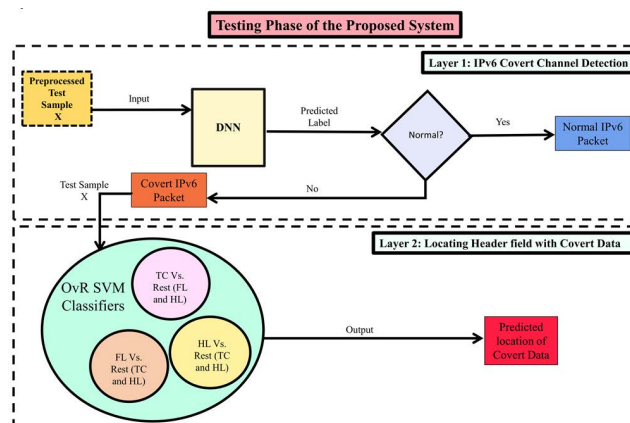 Testing Phase of the Proposed System
Layer 1: IPv6 Covert Channel Detection
Preprocessed
Test
Sample
X
Input
DNN
Predicted
Label
Normal?
Yes
Normal IPv6
Packet
No
Covert IPv6
Packet
Test Sample
X
Layer 2: Locating Header field with Covert Data
OvR SVM
Classifiers
TC Vs.
Rest (FL
and HL)
HL Vs.
Rest (TC
and HL)
FL Vs.
Rest (TC
and HL)
Output
Predicted
location of
Covert Data